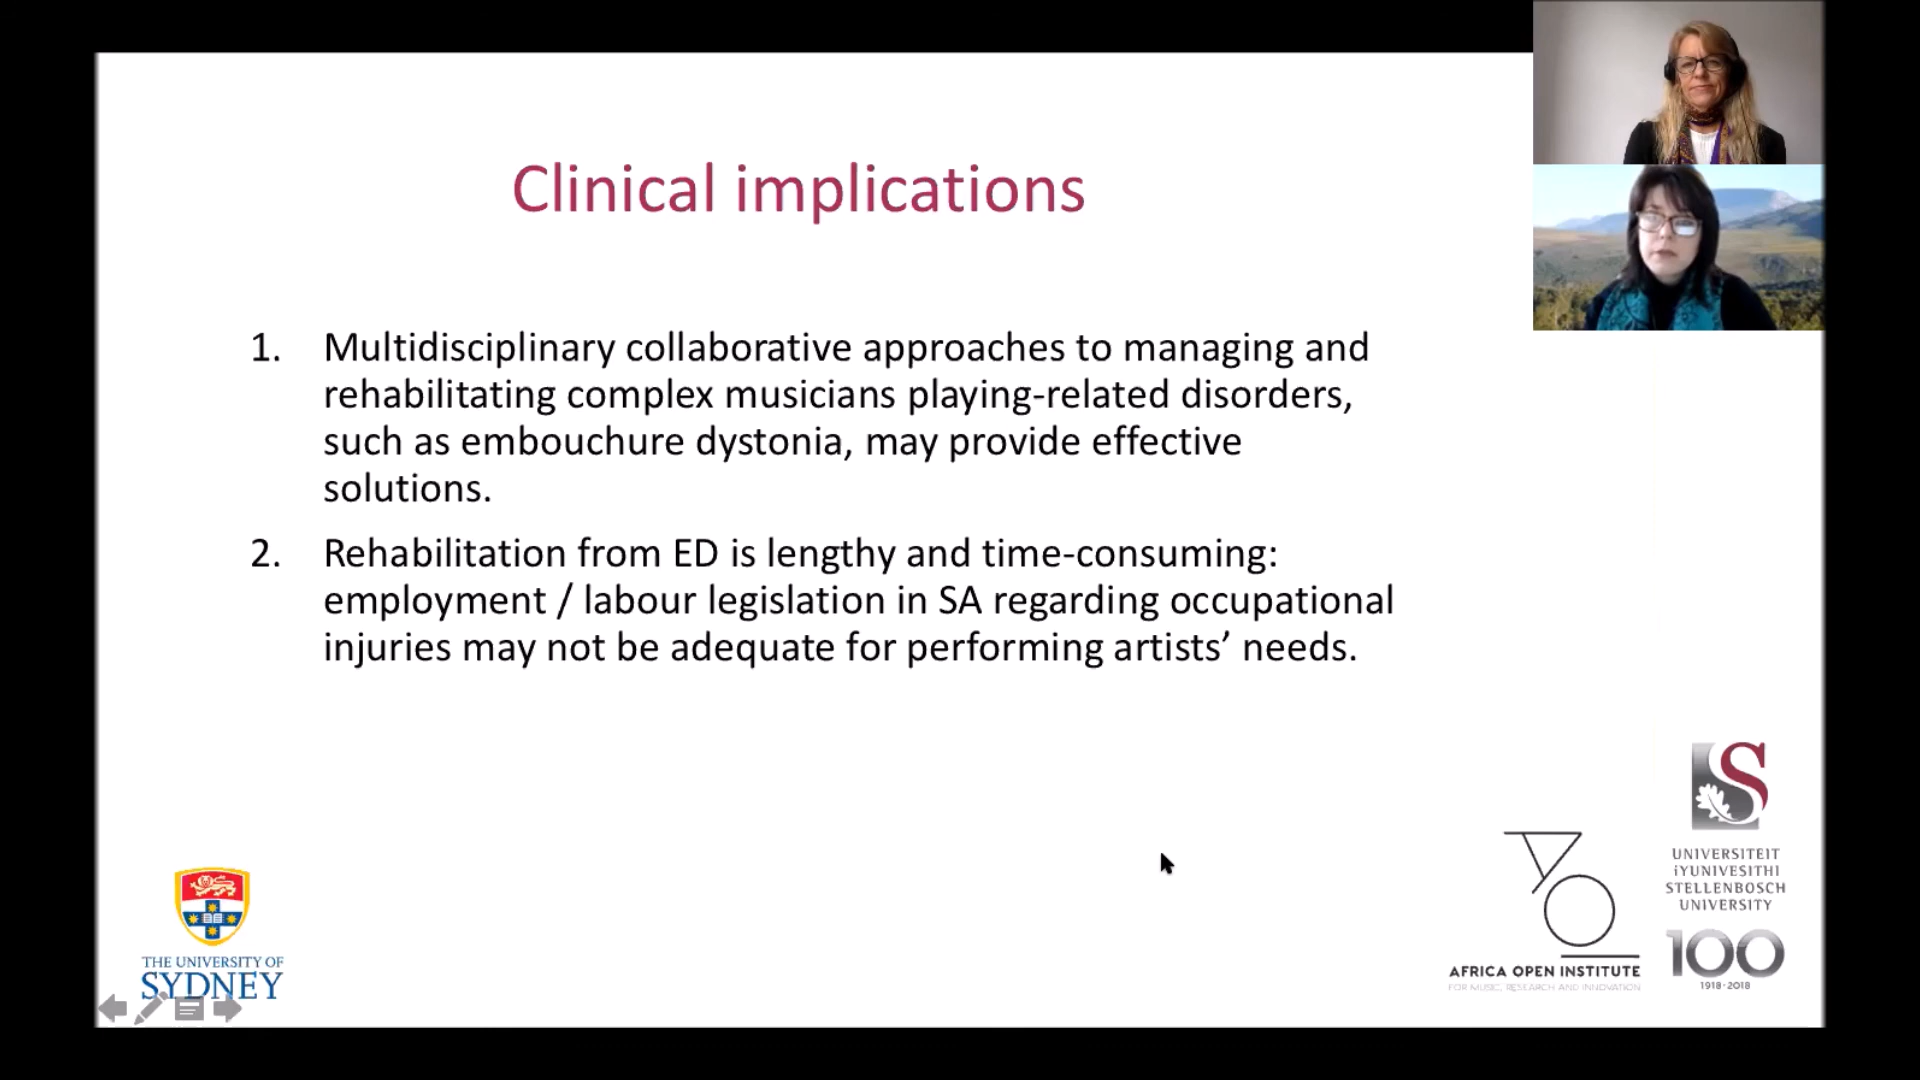 Clinical implications
1. Multidisciplinary collaborative approaches to managing and
rehabilitating complex musicians playing-related disorders,
such as embouchure dystonia, may provide effective
solutions.
2. Rehabilitation from ED is lengthy and time-consuming:
employment / labour legislation in SA regarding occupational
injuries may not be adequate for performing artists’ needs.
THE UNIVERSITY OF
SYDNEY
AFRICA OPEN INSTITUTE
FOR MUSIC, RESEARCH AND INNOVATION
UNIVERSITEIT
iYUNIVESITHI
STELLENBOSCH
UNIVERSITY
100
1918·2018